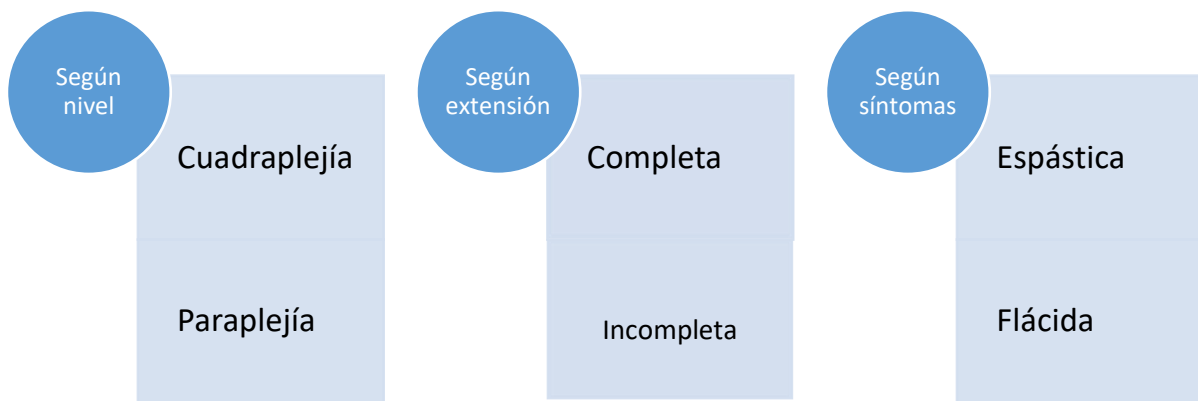 Según
nivel
Cuadraplejía
Paraplejía
Según
extensión
Completa
Incompleta
Según
síntomas
Espástica
Flácida